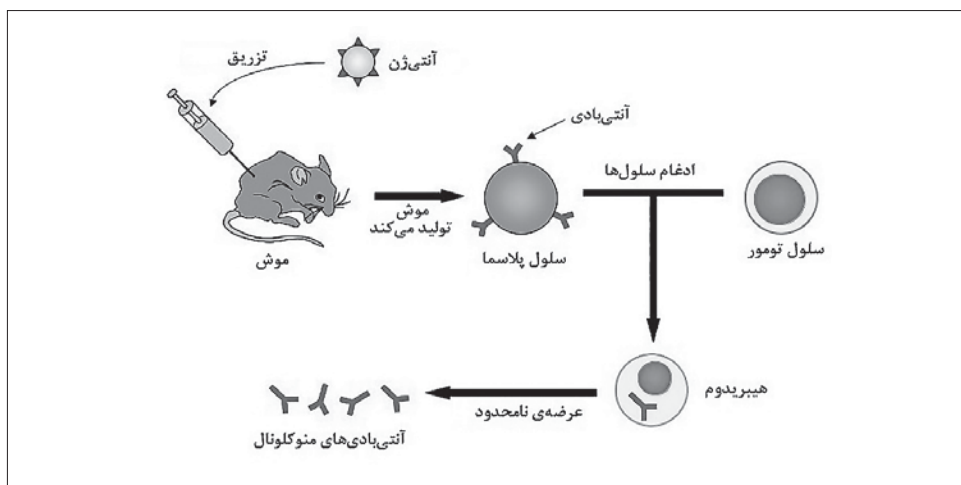 تزریق
آنتی‌ژن
آنتی‌بادی
ادغام سلول‌ها
موش
تولید می‌کند
موش
سلول پلاسما
سلول تومور
هیبریدوم
عرضه‌ی نامحدود
آنتی‌بادی‌های منوکلونال